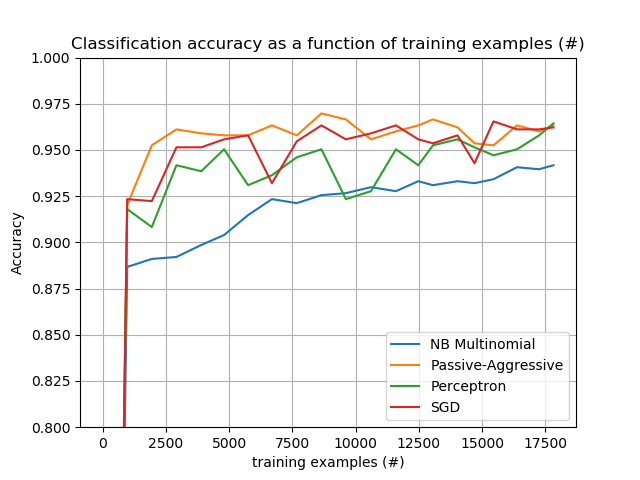 Classification accuracy as a function of training examples (#)
1.000
0.975
0.950
0.925
0.900
0.875
0.850
0.825
0.800
Accuracy
NB Multinomial
Passive-Aggressive
Perceptron
SGD
0 2500 5000 7500 10000 12500 15000 17500
training examples (#)